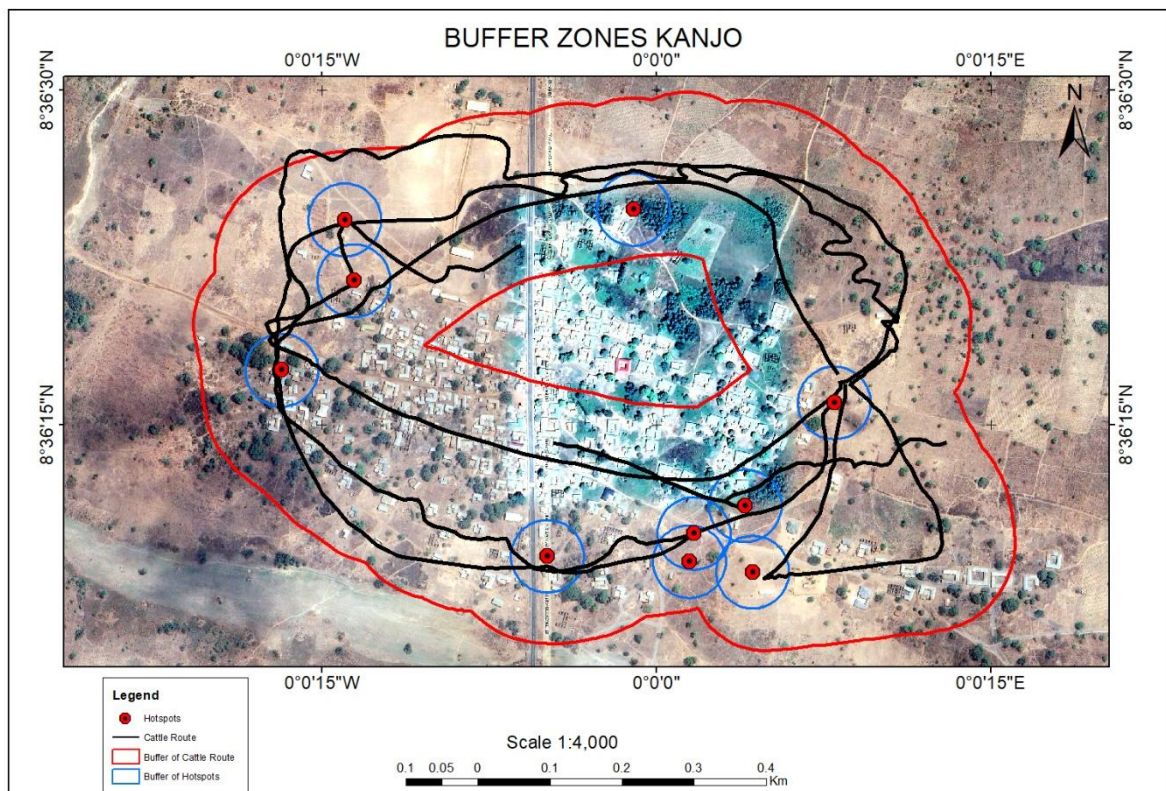 BUFFER ZONES KANJO
0°0'15"W 0°0'0" 0°0'15"E
8°36'30"N 8°36'30"N
N
8°36'15"N 8°36'15"N
0°0'15"W 0°0'0" 0°0'15"E
Legend
Hotspots
Cattle Route
Buffer of Cattle Route
Buffer of Hotspots
Scale 1:4,000
0.1 0.05 0 0.1 0.2 0.3 0.4
Km